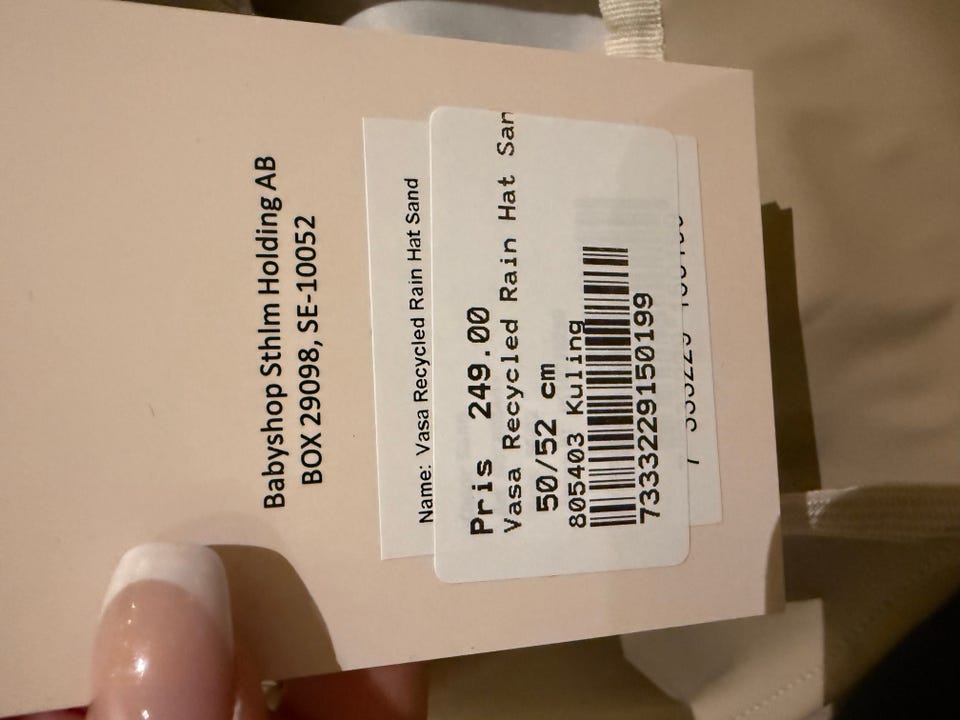 Babyshop Sthlm Holding AB
BOX 29098, SE-10052
Name: Vasa Recycled Rain Hat Sand
Pris 249.00
Vasa Recycled Rain Hat San
50/52 cm
805403 Kuling
7333229150199